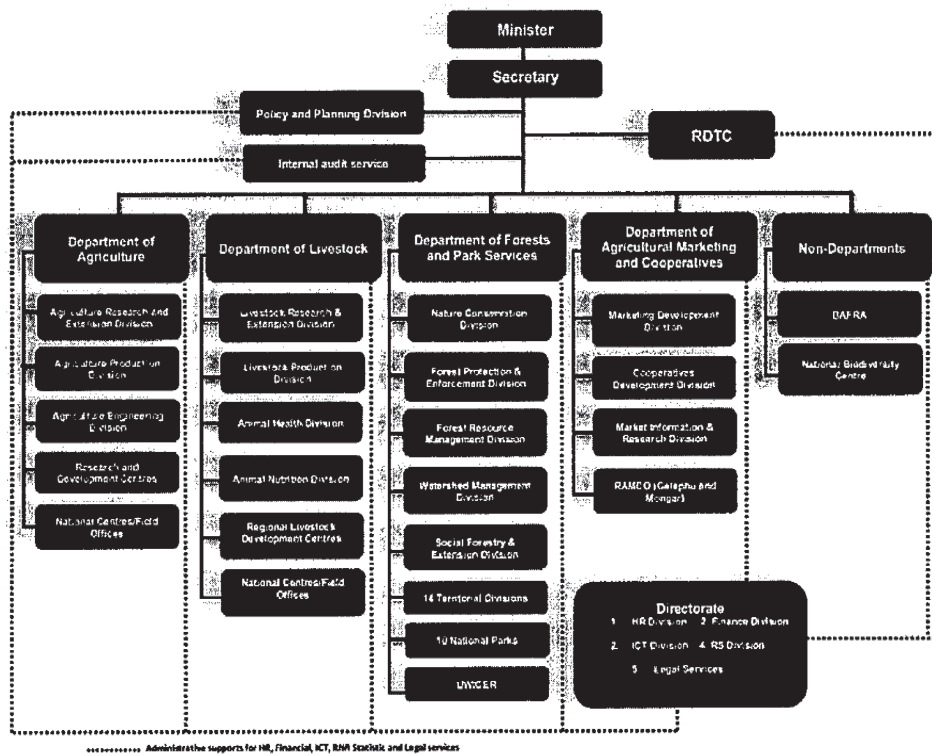 Minister
Secretary
Policy and Planning Division
RDTC
Internal audit service
Department of
Agriculture
Agriculture Research and
Extension Division
Agriculture Production
Division
Agriculture Engineering
Division
Research and
Development Centres
National Centres/Field
Offices
Department of Livestock
Livestock Research &
Extension Division
Livestock Production
Division
Animal Health Division
Animal Nutrition Division
Regional Livestock
Development Centres
National Centres/Field
Offices
Department of Forests
and Park Services
Nature Conservation
Division
Forest Protection &
Enforcement Division
Forest Resource
Management Division
Watershed Management
Division
Social Forestry &
Extension Division
14 Territorial Divisions
10 National Parks
UWICER
Department of
Agricultural Marketing
and Cooperatives
Marketing Development
Division
Cooperatives
Development Division
Market Information &
Research Division
RAMCO (Gelephu and
Mongar)
Non-Departments
BAFRA
National Biodiversity
Centre
Directorate
1. HR Division 2. Finance Division
2. ICT Division 4. RS Division
5. Legal Services
Administrative supports for HR, Financial, ICT, RNR Statistic and Legal services